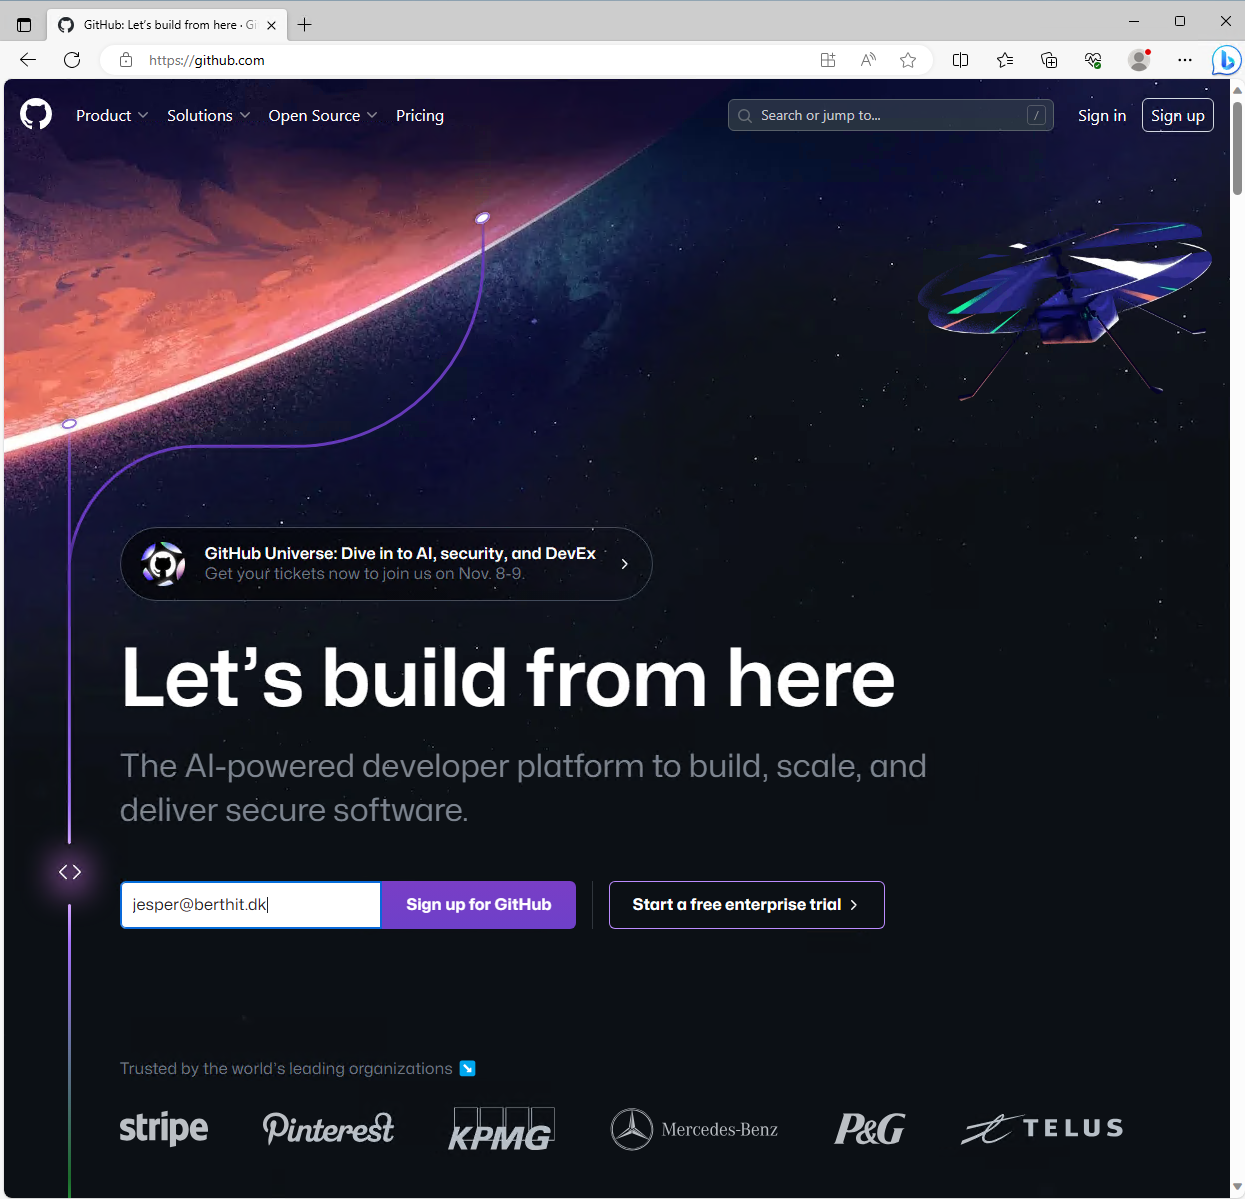 GitHub: Let's build from here · Gi
https://github.com
Product Solutions Open Source Pricing Search or jump to... / Sign in Sign up
GitHub Universe: Dive in to AI, security, and DevEx
Get your tickets now to join us on Nov. 8-9.
Let’s build from here
The AI-powered developer platform to build, scale, and
deliver secure software.
jesper@berthit.dk Sign up for GitHub Start a free enterprise trial
Trusted by the world’s leading organizations
stripe Pinterest KPMG Mercedes-Benz P&G TELUS